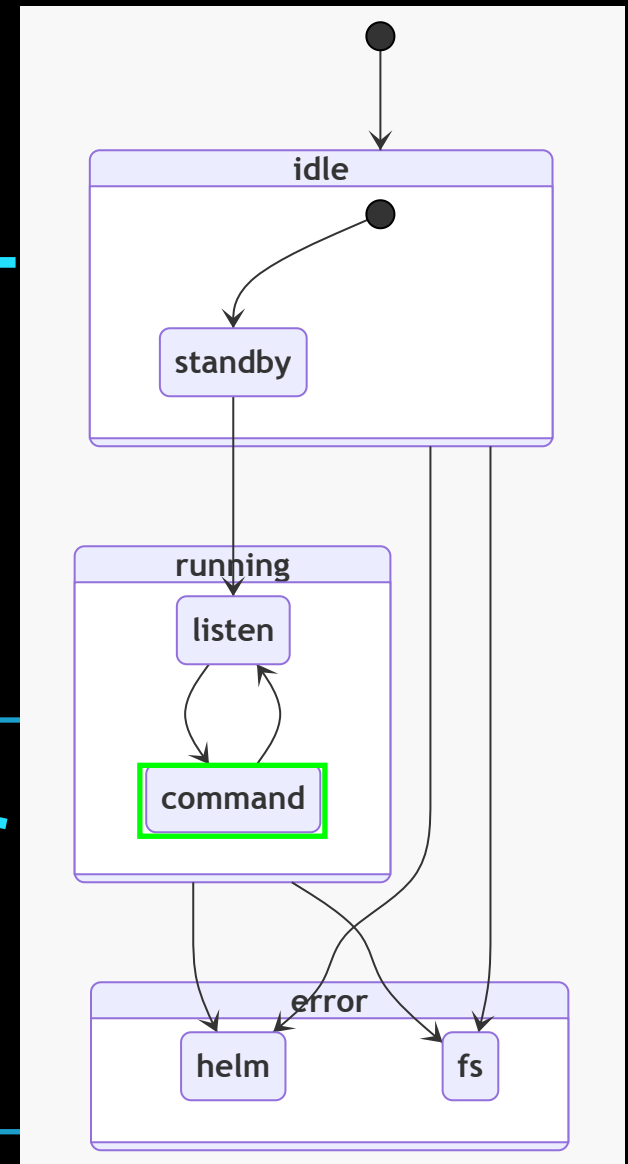 idle
standby
running
listen
command
error
helm
fs